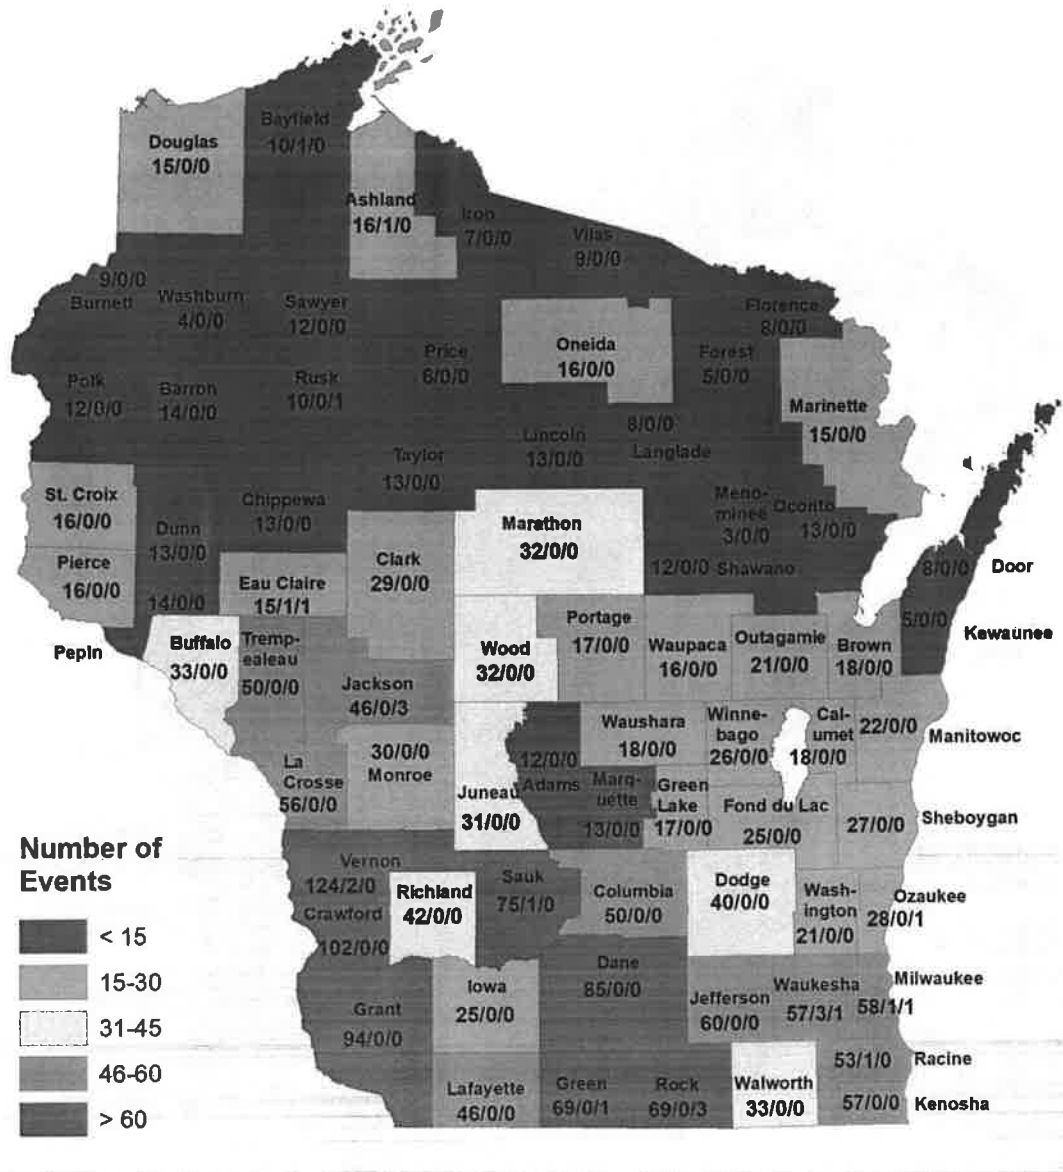 Douglas
15/0/0
Bayfield
10/1/0
Ashland
16/1/0
Iron
7/0/0
Vilas
9/0/0
9/0/0
Burnett
Washburn
4/0/0
Sawyer
12/0/0
Price
6/0/0
Oneida
16/0/0
Florence
8/0/0
Forest
5/0/0
Marinette
15/0/0
Polk
12/0/0
Barron
14/0/0
Rusk
10/0/1
Taylor
13/0/0
Lincoln
13/0/0
8/0/0
Langlade
St. Croix
16/0/0
Dunn
13/0/0
Chippewa
13/0/0
Marathon
32/0/0
Meno-
minee
3/0/0
Oconto
13/0/0
12/0/0 Shawano
8/0/0 Door
Pierce
16/0/0
14/0/0
Pepin
Eau Claire
15/1/1
Clark
29/0/0
Buffalo
33/0/0
Tremp-
ealeau
50/0/0
Jackson
46/0/3
Wood
32/0/0
Portage
17/0/0
Waupaca
16/0/0
Outagamie
21/0/0
Brown
18/0/0
5/0/0
Kewaunee
La
Crosse
56/0/0
30/0/0
Monroe
Juneau
31/0/0
12/0/0
Adams
Waushara
18/0/0
Winne-
bago
26/0/0
Cal-
umet
18/0/0
22/0/0
Manitowoc
Marq-
uette
13/0/0
Green
Lake
17/0/0
Fond du Lac
25/0/0
27/0/0
Sheboygan
Vernon
124/2/0
Crawford
102/0/0
Richland
42/0/0
Sauk
75/1/0
Columbia
50/0/0
Dodge
40/0/0
Wash-
ington
21/0/0
Ozaukee
28/0/1
Grant
94/0/0
Iowa
25/0/0
Dane
85/0/0
Jefferson
60/0/0
Waukesha
57/3/1
Milwaukee
58/1/1
Lafayette
46/0/0
Green
69/0/1
Rock
69/0/3
Walworth
33/0/0
53/1/0 Racine
57/0/0 Kenosha
Number of
Events
< 15
15-30
31-45
46-60
> 60